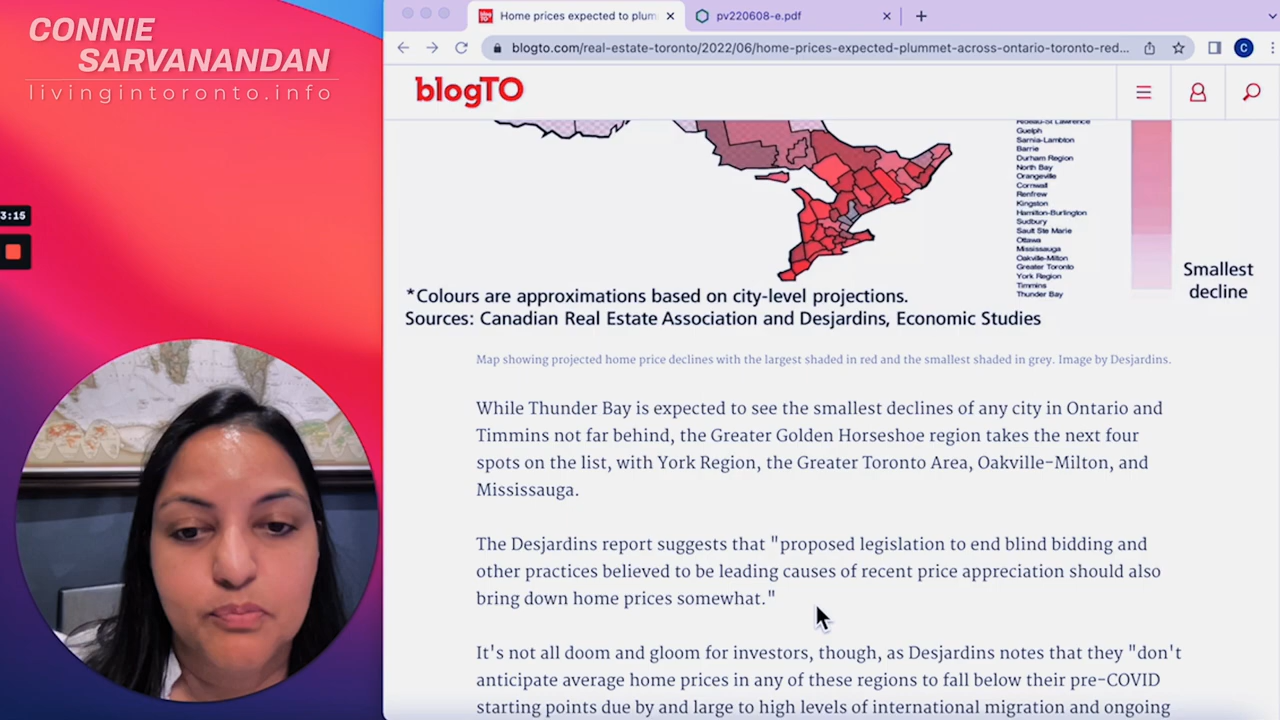 CONNIE
SARVANANDAN
livingintoronto.info
3:15
Home prices expected to plum
pv220608-e.pdf
blogto.com/real-estate-toronto/2022/06/home-prices-expected-plummet-across-ontario-toronto-red...
C
blogTO
Guelph
Sarnia-Lambton
Barrie
Durham Region
North Bay
Orangeville
Cornwall
Renfrew
Kingston
Hamilton-Burlington
Sudbury
Sault Ste Marie
Ottawa
Mississauga
Oakville-Milton
Greater Toronto
York Region
Timmins
Thunder Bay
Smallest
decline
*Colours are approximations based on city-level projections.
Sources: Canadian Real Estate Association and Desjardins, Economic Studies
Map showing projected home price declines with the largest shaded in red and the smallest shaded in grey. Image by Desjardins.
While Thunder Bay is expected to see the smallest declines of any city in Ontario and
Timmins not far behind, the Greater Golden Horseshoe region takes the next four
spots on the list, with York Region, the Greater Toronto Area, Oakville-Milton, and
Mississauga.
The Desjardins report suggests that "proposed legislation to end blind bidding and
other practices believed to be leading causes of recent price appreciation should also
bring down home prices somewhat."
It's not all doom and gloom for investors, though, as Desjardins notes that they "don't
anticipate average home prices in any of these regions to fall below their pre-COVID
starting points due by and large to high levels of international migration and ongoing